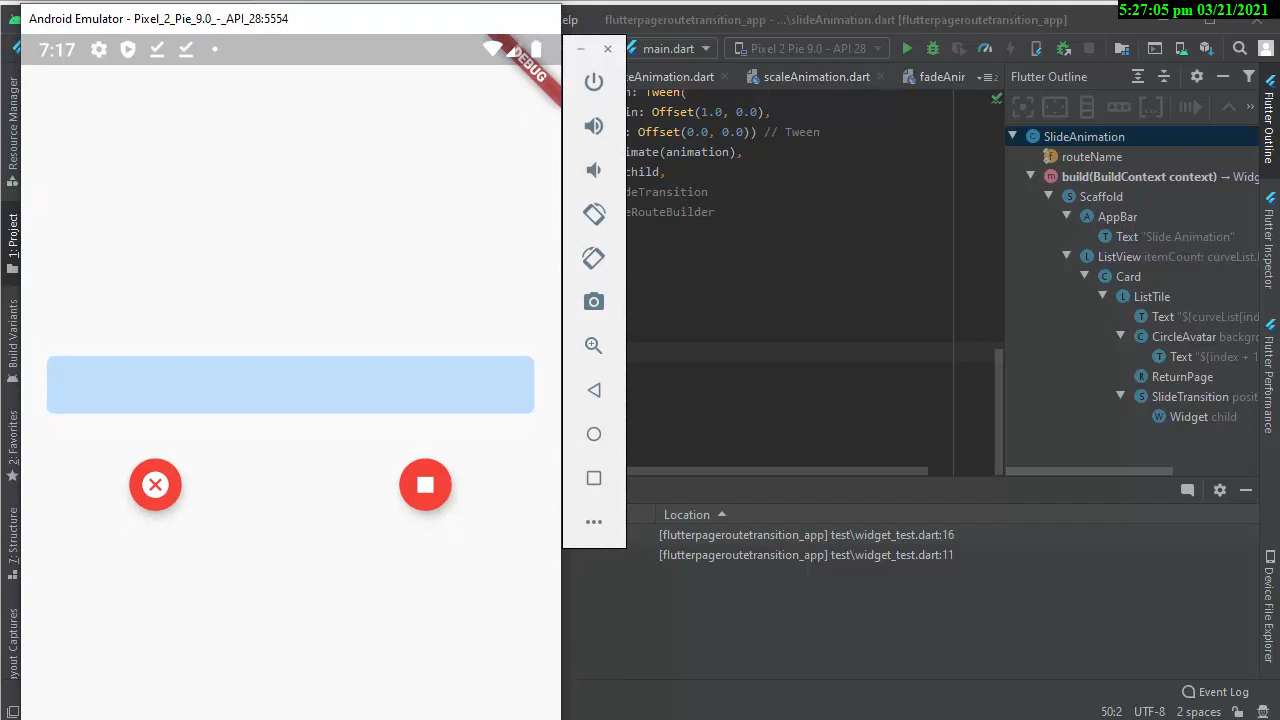 5:27:05 pm 03/21/2021
Android Emulator - Pixel_2_Pie_9.0_-_API_28:5554
elp
flutterpageroutetransition_app - ...\slideAnimation.dart [flutterpageroutetransition_app]
7:17
DEBUG
main.dart
Pixel 2 Pie 9.0 - API 28
teAnimation.dart
scaleAnimation.dart
fadeAnir
Flutter Outline
n: Tween(
in: Offset(1.0, 0.0),
: Offset(0.0, 0.0)) // Tween
imate(animation),
child,
deTransition
eRouteBuilder
SlideAnimation
routeName
build(BuildContext context) → Widg
Scaffold
AppBar
Text "Slide.Animation"
ListView itemCount: curveList.
Card
ListTile
Text "${curveList[ind
CircleAvatar backgro
Text "${index + 1
ReturnPage
SlideTransition positi
Widget child
Location
[flutterpageroutetransition_app] test\widget_test.dart:16
[flutterpageroutetransition_app] test\widget_test.dart:11
Event Log
50:2 UTF-8 2 spaces
Resource Manager
1: Project
Build Variants
2: Favorites
7: Structure
ayout Captures
Flutter Outline
Flutter Inspector
Flutter Performance
Device File Explorer